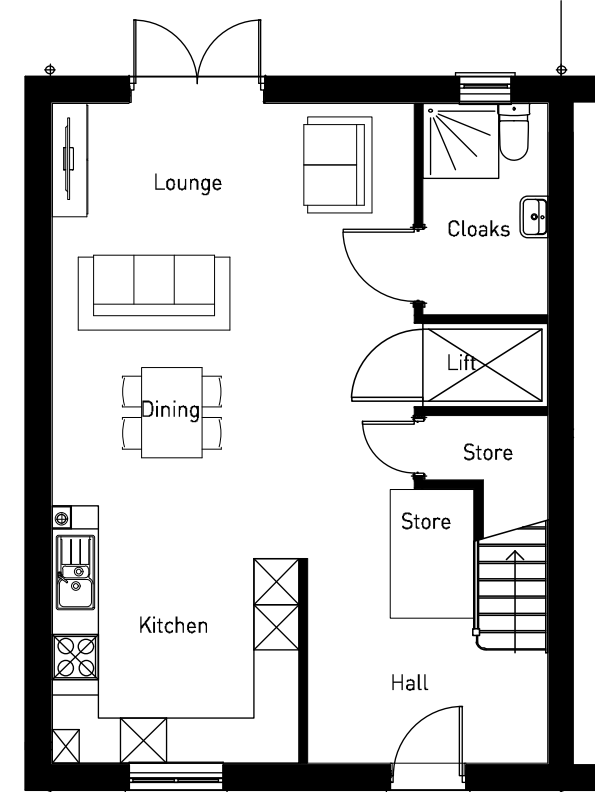 Lounge
Cloaks
Lift
Dining
Store
Store
Kitchen
Hall